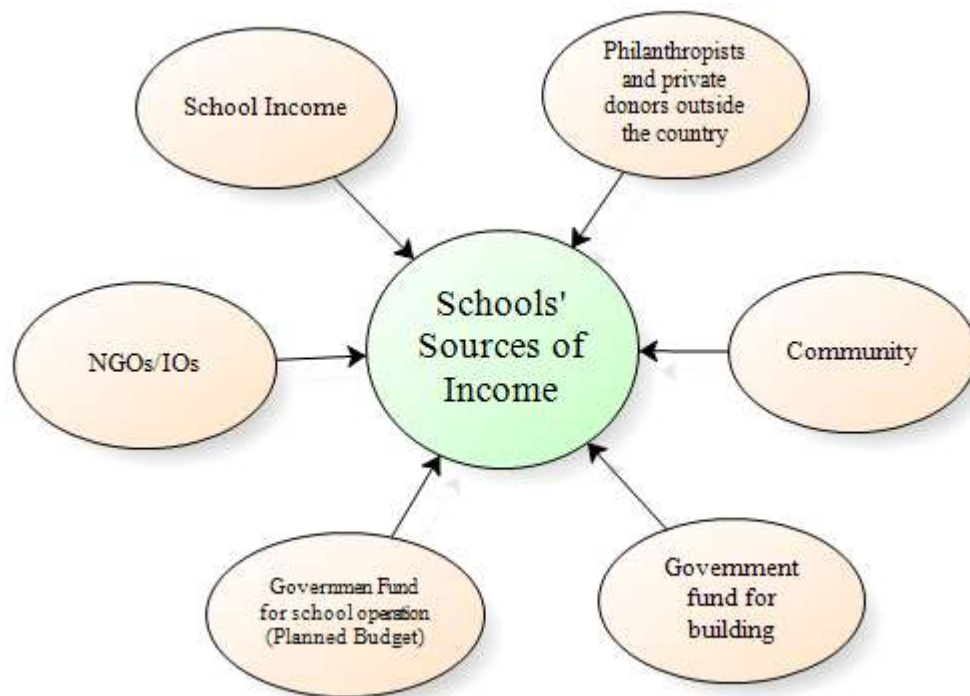 School Income
Philanthropists
and private
donors outside
the country
Schools'
Sources of
Income
NGOs/IOs
Community
Governmen Fund
for school operation
(Planned Budget)
Government
fund for
building